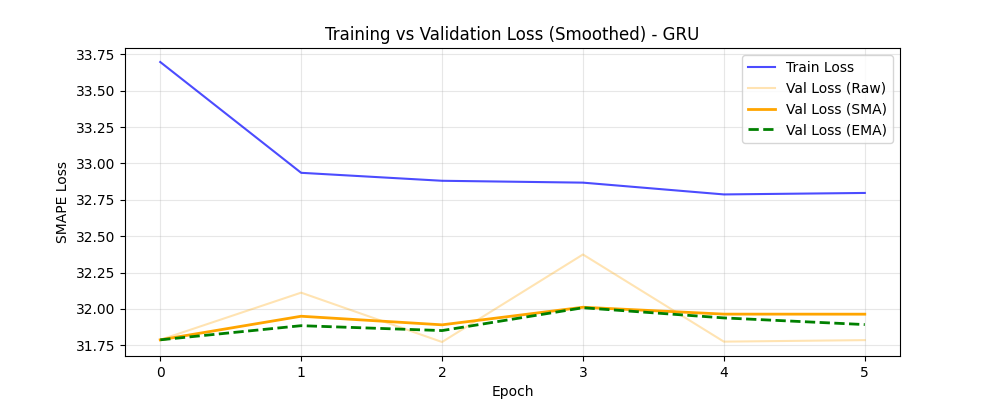 Training vs Validation Loss (Smoothed) - GRU
33.75
33.50
33.25
33.00
32.75
32.50
32.25
32.00
31.75
SMAPE Loss
Train Loss
Val Loss (Raw)
Val Loss (SMA)
Val Loss (EMA)
0 1 2 3 4 5
Epoch